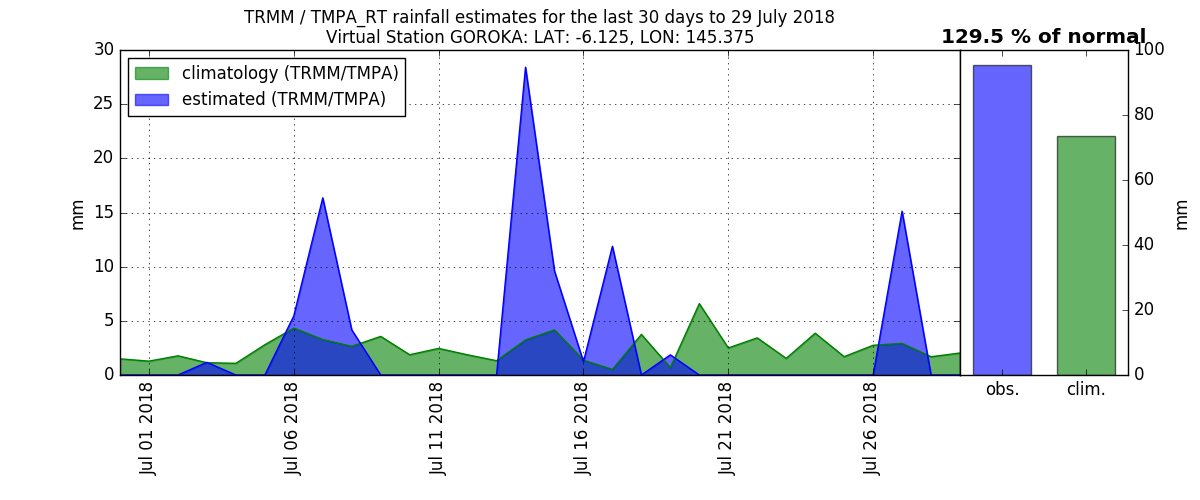 TRMM / TMPA_RT rainfall estimates for the last 30 days to 29 July 2018
Virtual Station GOROKA: LAT: -6.125, LON: 145.375
129.5 % of normal
climatology (TRMM/TMPA)
estimated (TRMM/TMPA)
30
25
20
15
10
5
0
mm
Jul 01 2018
Jul 06 2018
Jul 11 2018
Jul 16 2018
Jul 21 2018
Jul 26 2018
obs.
clim.
100
80
60
40
20
0
mm